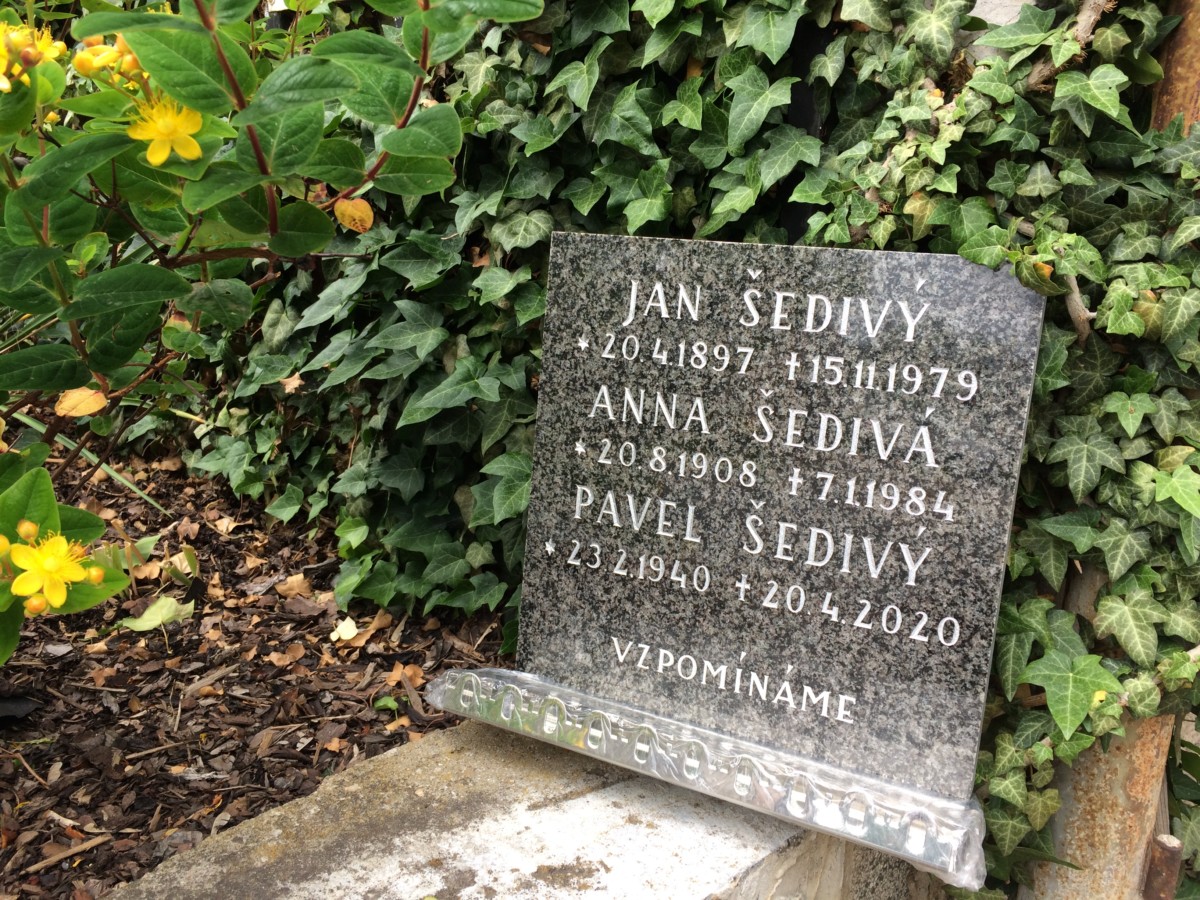 JAN ŠEDIVÝ
*20.4.1897 †15.11.1979
ANNA ŠEDIVÁ
*20.8.1908 †7.1.1984
PAVEL ŠEDIVÝ
*23.2.1940 †20.4.2020
VZPOMÍNÁME